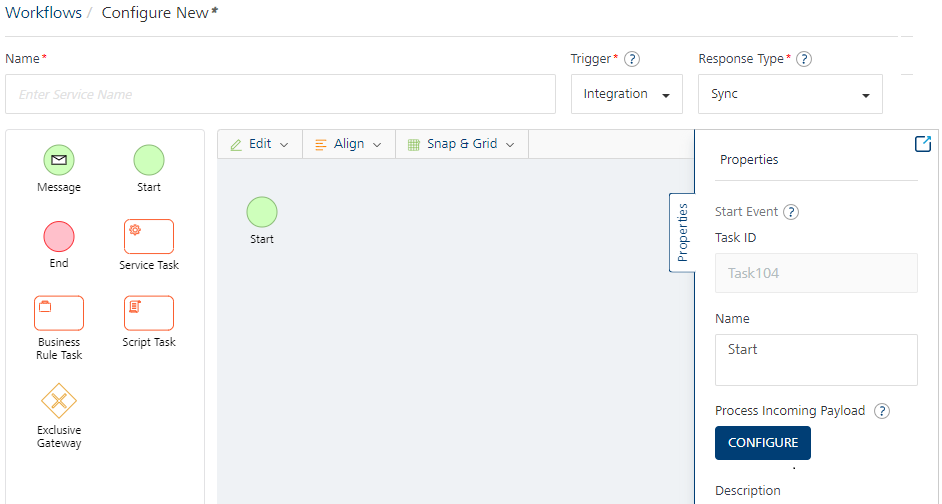 Workflows / Configure New*
Name* Trigger* ? Response Type* ?
Enter Service Name Integration Sync
Edit Align Snap & Grid
Message Start
End Service Task
Business
Rule Task
Script Task
Exclusive
Gateway
Start
Properties
Properties
Start Event ?
Task ID
Task104
Name
Start
Process Incoming Payload ?
CONFIGURE
Description